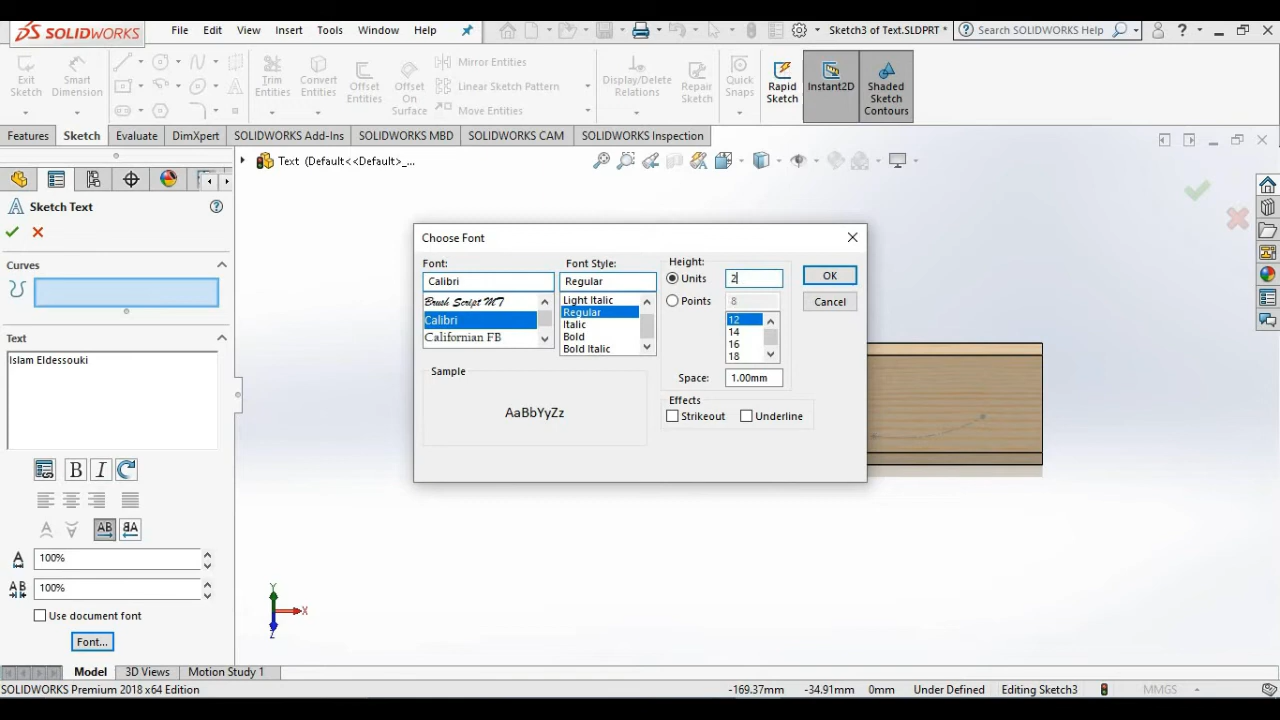 SOLIDWORKS
File
Edit
View
Insert
Tools
Window
Help
Sketch3 of Text.SLDPRT *
Search SOLIDWORKS Help
?
Exit Sketch
Smart Dimension
Trim Entities
Convert Entities
Offset Entities
Offset On Surface
Mirror Entities
Linear Sketch Pattern
Move Entities
Display/Delete Relations
Repair Sketch
Quick Snaps
Rapid Sketch
Instant2D
Shaded Sketch Contours
Features
Sketch
Evaluate
DimXpert
SOLIDWORKS Add-Ins
SOLIDWORKS MBD
SOLIDWORKS CAM
SOLIDWORKS Inspection
Text (Default<<Default>_...
Sketch Text
Curves
Text
Islam Eldessouki
B
I
AB
BA
100%
100%
Use document font
Font...
Choose Font
Font:
Calibri
Brush Script MT
Calibri
Californian FB
Font Style:
Regular
Light Italic
Regular
Italic
Bold
Bold Italic
Height:
Units
2
Points
8
12
14
16
18
Space:
1.00mm
OK
Cancel
Sample
AaBbYyZz
Effects
Strikeout
Underline
Y
X
Z
Model
3D Views
Motion Study 1
SOLIDWORKS Premium 2018 x64 Edition
-169.37mm
-34.91mm
0mm
Under Defined
Editing Sketch3
MMGS